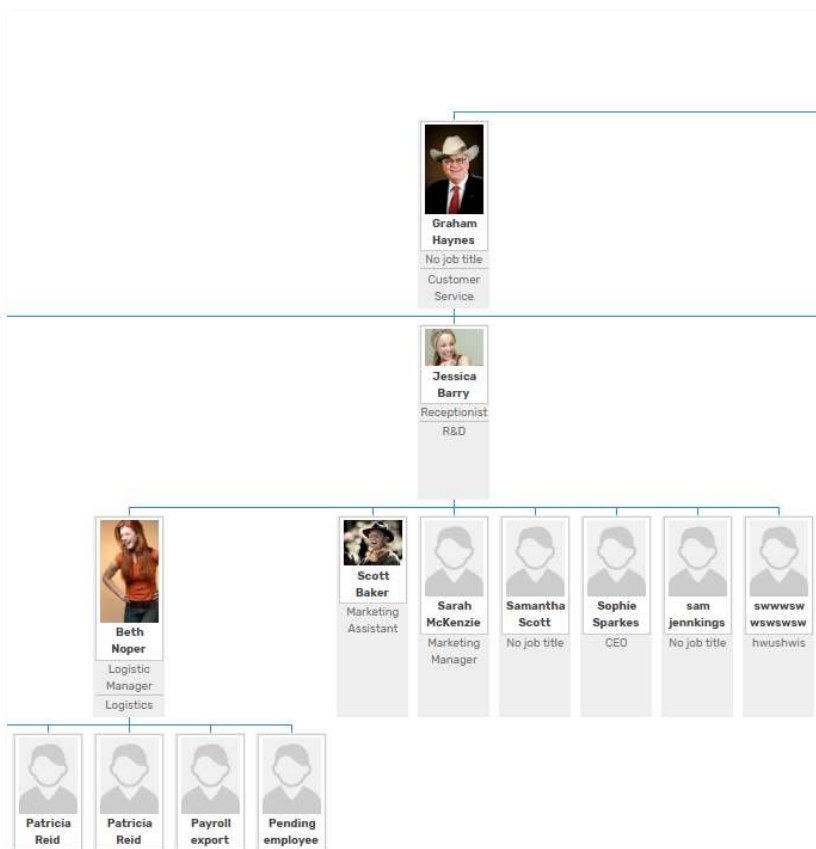 Graham
Haynes
No job title
Customer
Service
Jessica
Barry
Receptionist
R&D
Beth
Noper
Logistic
Manager
Logistics
Scott
Baker
Marketing
Assistant
Sarah
McKenzie
Marketing
Manager
Samantha
Scott
No job title
Sophie
Sparkes
CEO
sam
jennkings
No job title
swwwsw
wswswsw
hwushwis
Patricia
Reid
Patricia
Reid
Payroll
export
Pending
employee